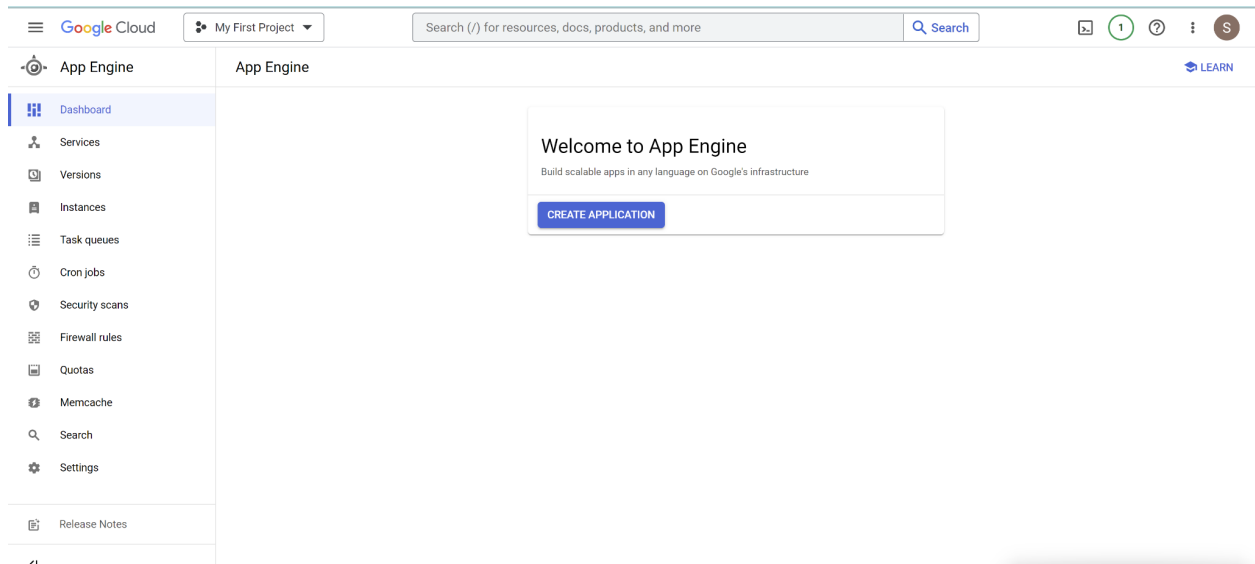 Google Cloud
My First Project
Search (/) for resources, docs, products, and more
Search
1
S
App Engine
App Engine
LEARN
Dashboard
Services
Versions
Instances
Task queues
Cron jobs
Security scans
Firewall rules
Quotas
Memcache
Search
Settings
Release Notes
Welcome to App Engine
Build scalable apps in any language on Google's infrastructure
CREATE APPLICATION